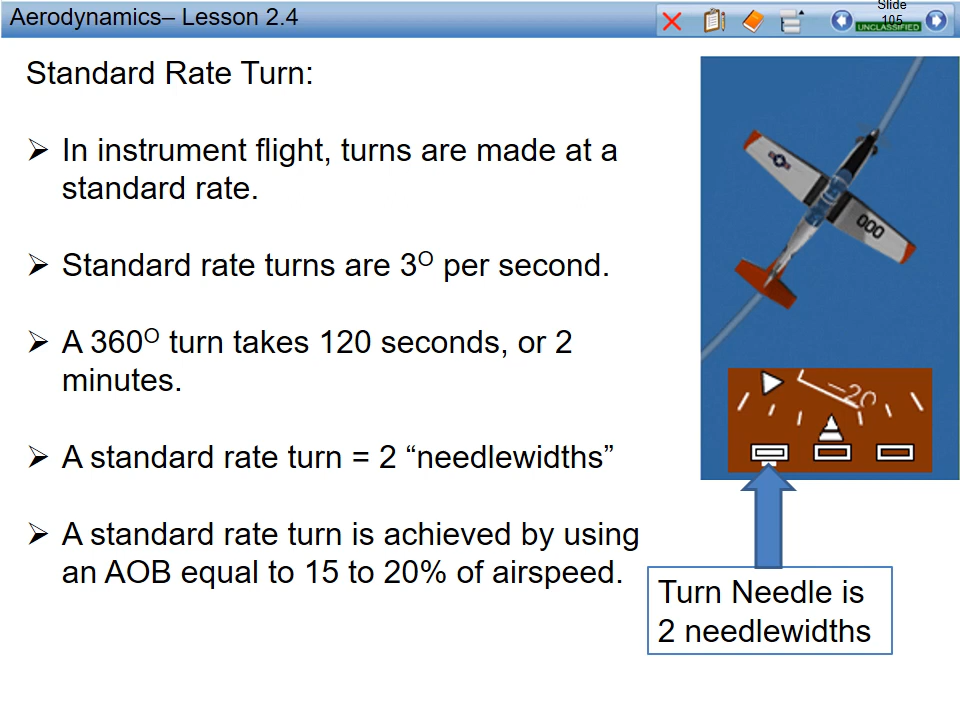 Aerodynamics– Lesson 2.4
Slide
105
UNCLASSIFIED
Standard Rate Turn:
➢ In instrument flight, turns are made at a
standard rate.
➢ Standard rate turns are 3ᴼ per second.
➢ A 360ᴼ turn takes 120 seconds, or 2
minutes.
➢ A standard rate turn = 2 “needlewidths”
➢ A standard rate turn is achieved by using
an AOB equal to 15 to 20% of airspeed.
000
20
Turn Needle is
2 needlewidths